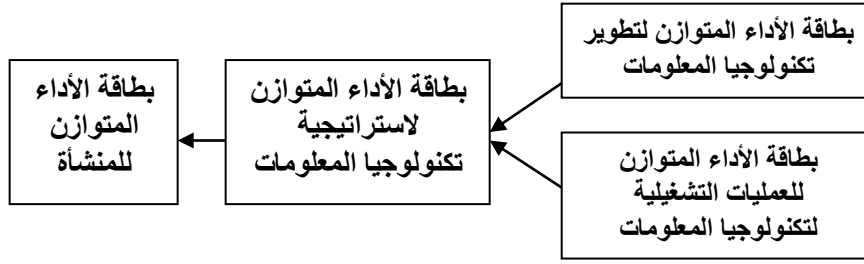 بطاقة الأداء المتوازن لتطوير
تكنولوجيا المعلومات
بطاقة الأداء المتوازن
للعمليات التشغيلية
لتكنولوجيا المعلومات
بطاقة الأداء المتوازن
لاستراتيجية
تكنولوجيا المعلومات
بطاقة الأداء
المتوازن
للمنشأة